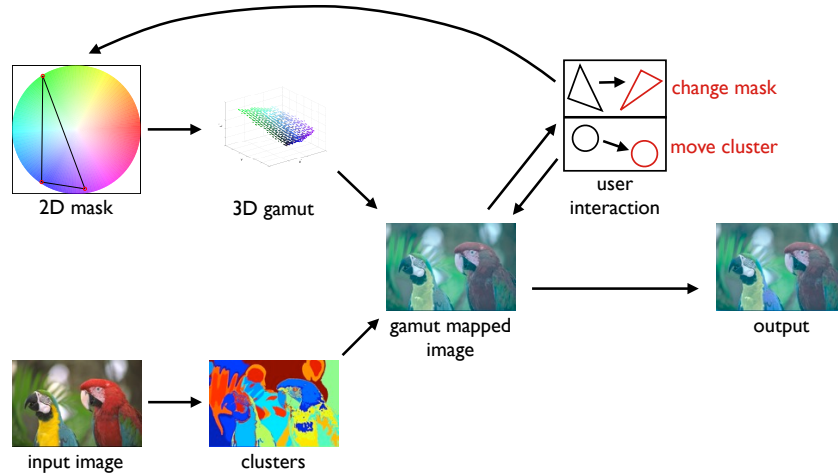 change mask
move cluster
user
interaction
2D mask
3D gamut
gamut mapped
image
output
input image
clusters